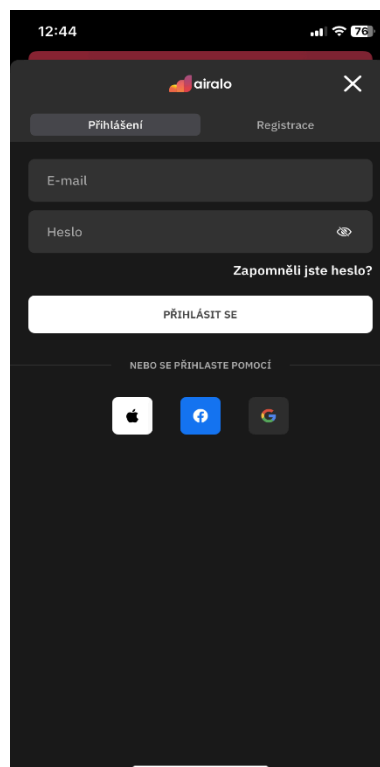 12:44
76
airalo
Přihlášení
Registrace
E-mail
Heslo
Zapomněli jste heslo?
PŘIHLÁSIT SE
NEBO SE PŘIHLASTE POMOCÍ